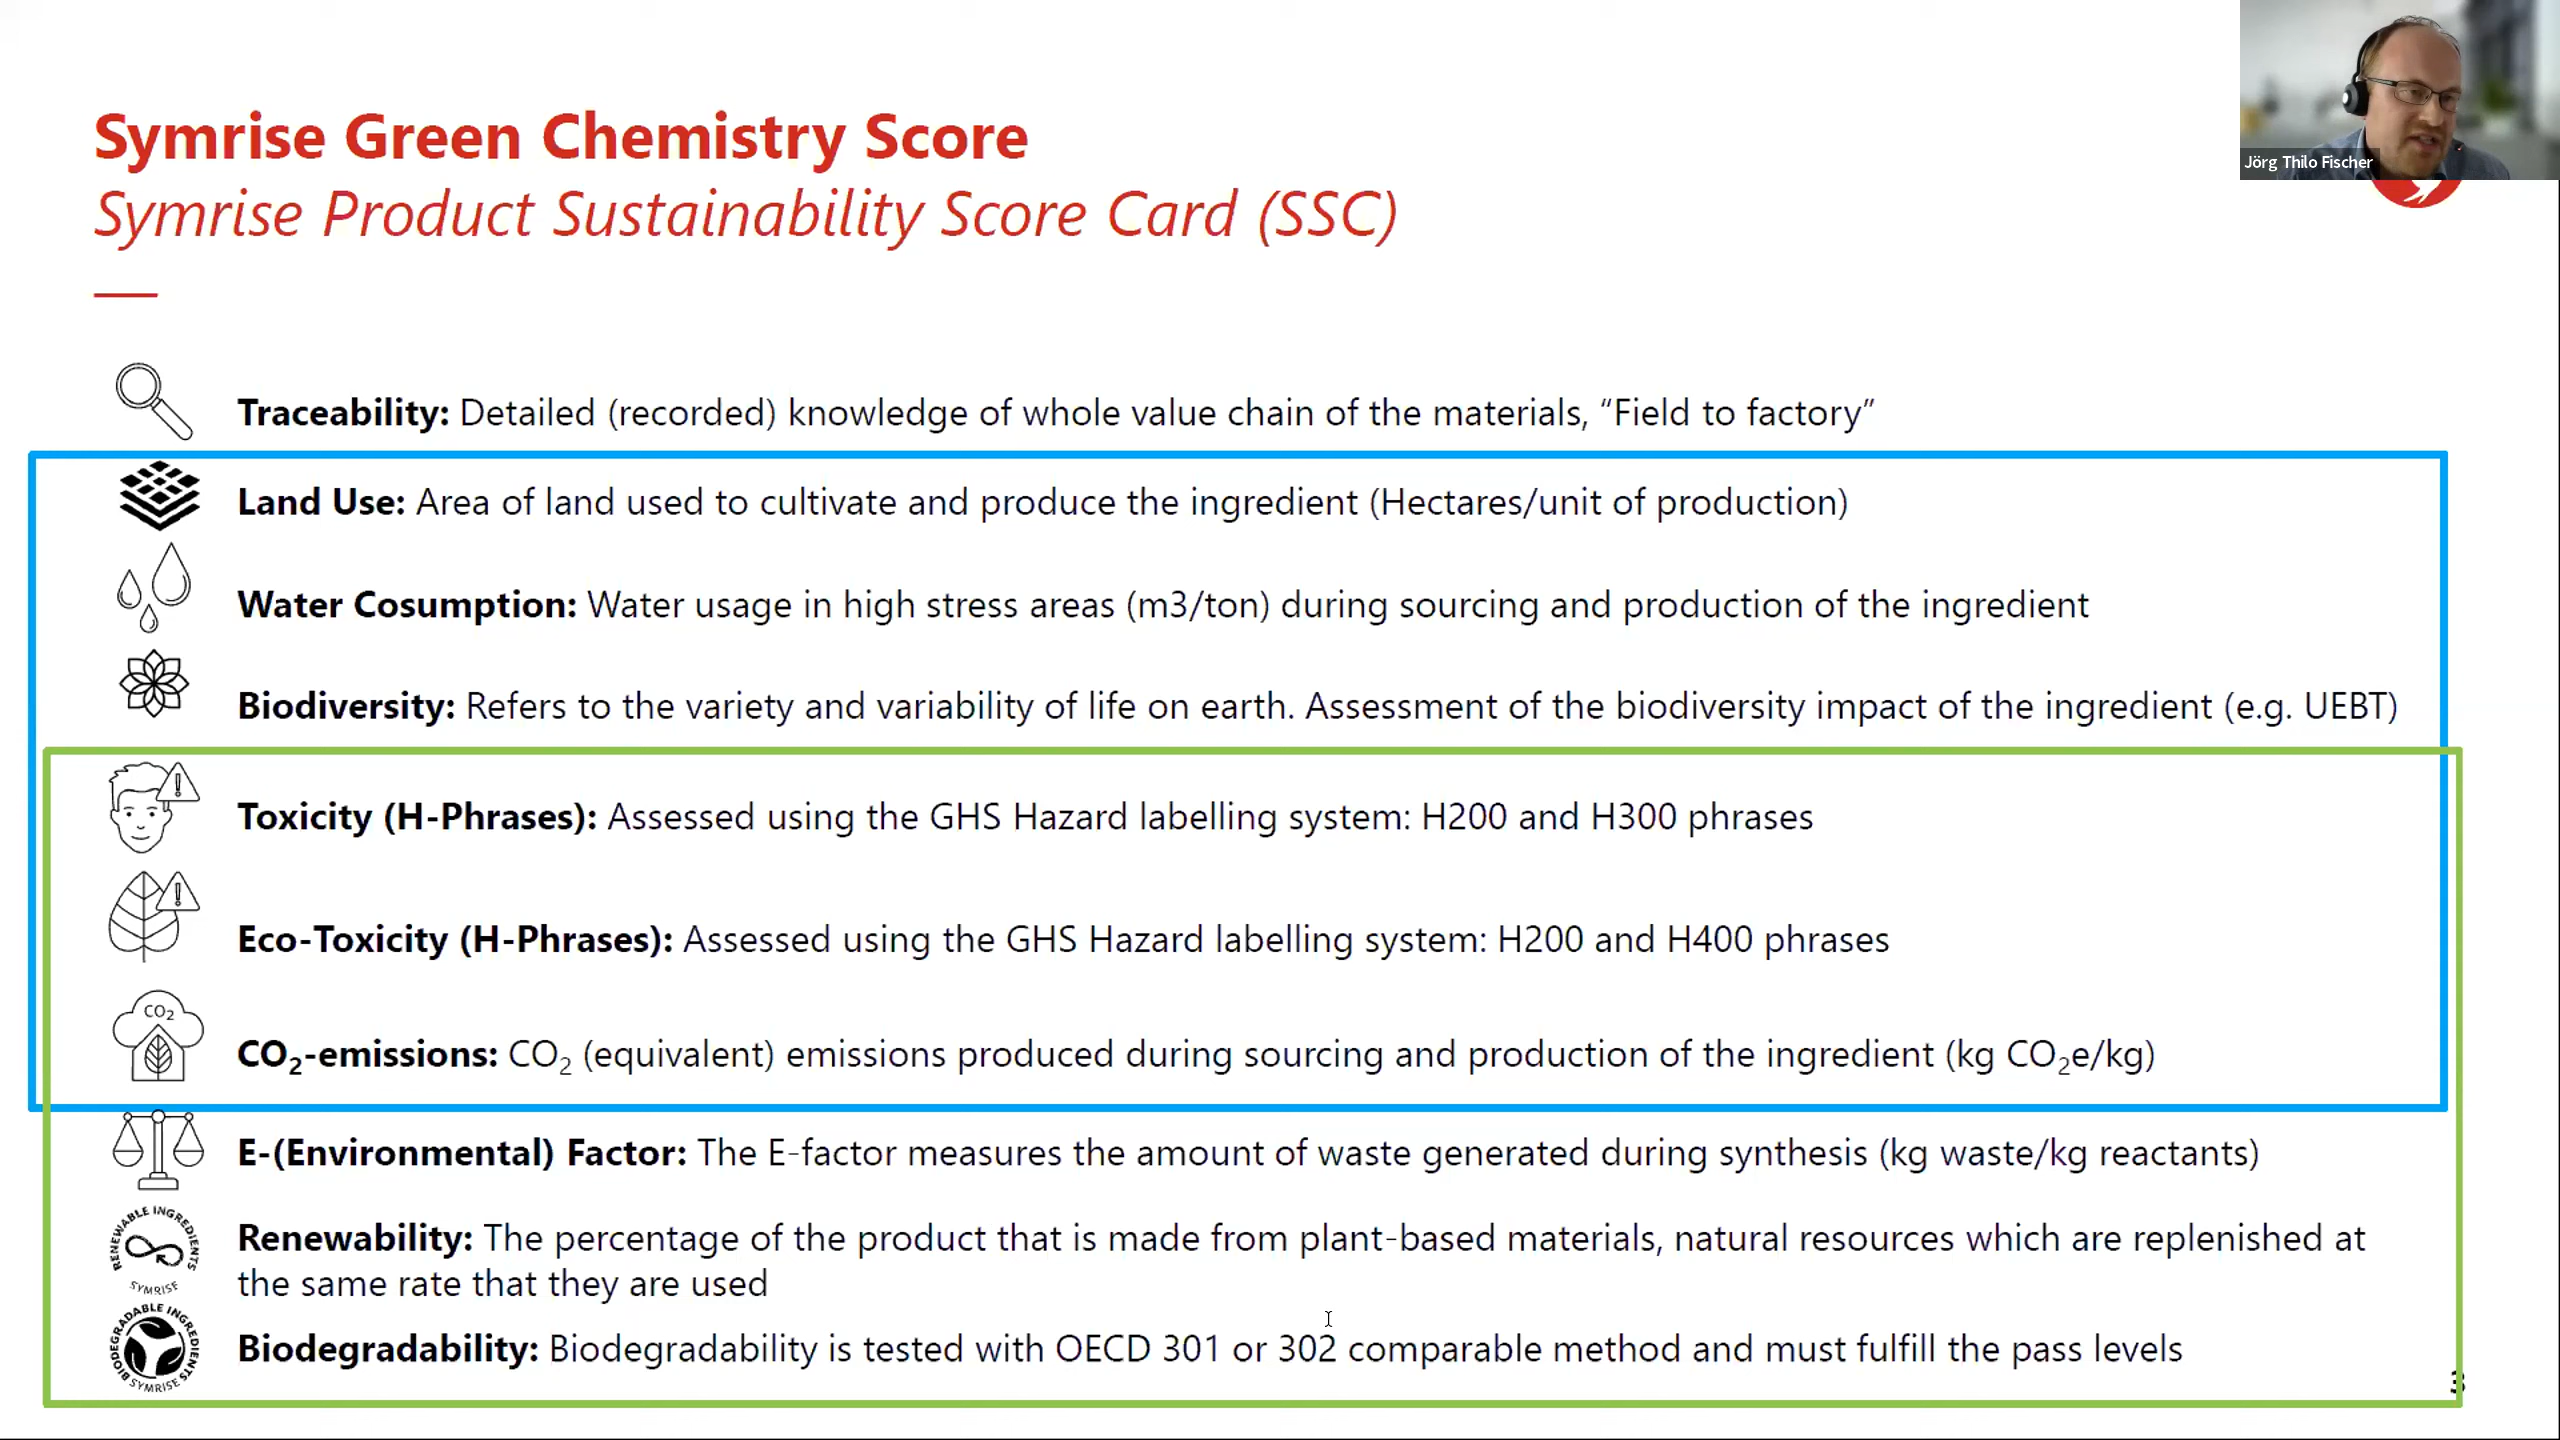 Jörg Thilo Fischer
Symrise Green Chemistry Score
Symrise Product Sustainability Score Card (SSC)
Traceability: Detailed (recorded) knowledge of whole value chain of the materials, “Field to factory”
Land Use: Area of land used to cultivate and produce the ingredient (Hectares/unit of production)
Water Cosumption: Water usage in high stress areas (m3/ton) during sourcing and production of the ingredient
Biodiversity: Refers to the variety and variability of life on earth. Assessment of the biodiversity impact of the ingredient (e.g. UEBT)
Toxicity (H-Phrases): Assessed using the GHS Hazard labelling system: H200 and H300 phrases
Eco-Toxicity (H-Phrases): Assessed using the GHS Hazard labelling system: H200 and H400 phrases
CO2
CO₂-emissions: CO₂ (equivalent) emissions produced during sourcing and production of the ingredient (kg CO₂e/kg)
E-(Environmental) Factor: The E-factor measures the amount of waste generated during synthesis (kg waste/kg reactants)
RENEWABLE INGREDIENTS
SYMRISE
Renewability: The percentage of the product that is made from plant-based materials, natural resources which are replenished at
the same rate that they are used
BIODEGRADABLE INGREDIENTS
SYMRISE
Biodegradability: Biodegradability is tested with OECD 301 or 302 comparable method and must fulfill the pass levels
3